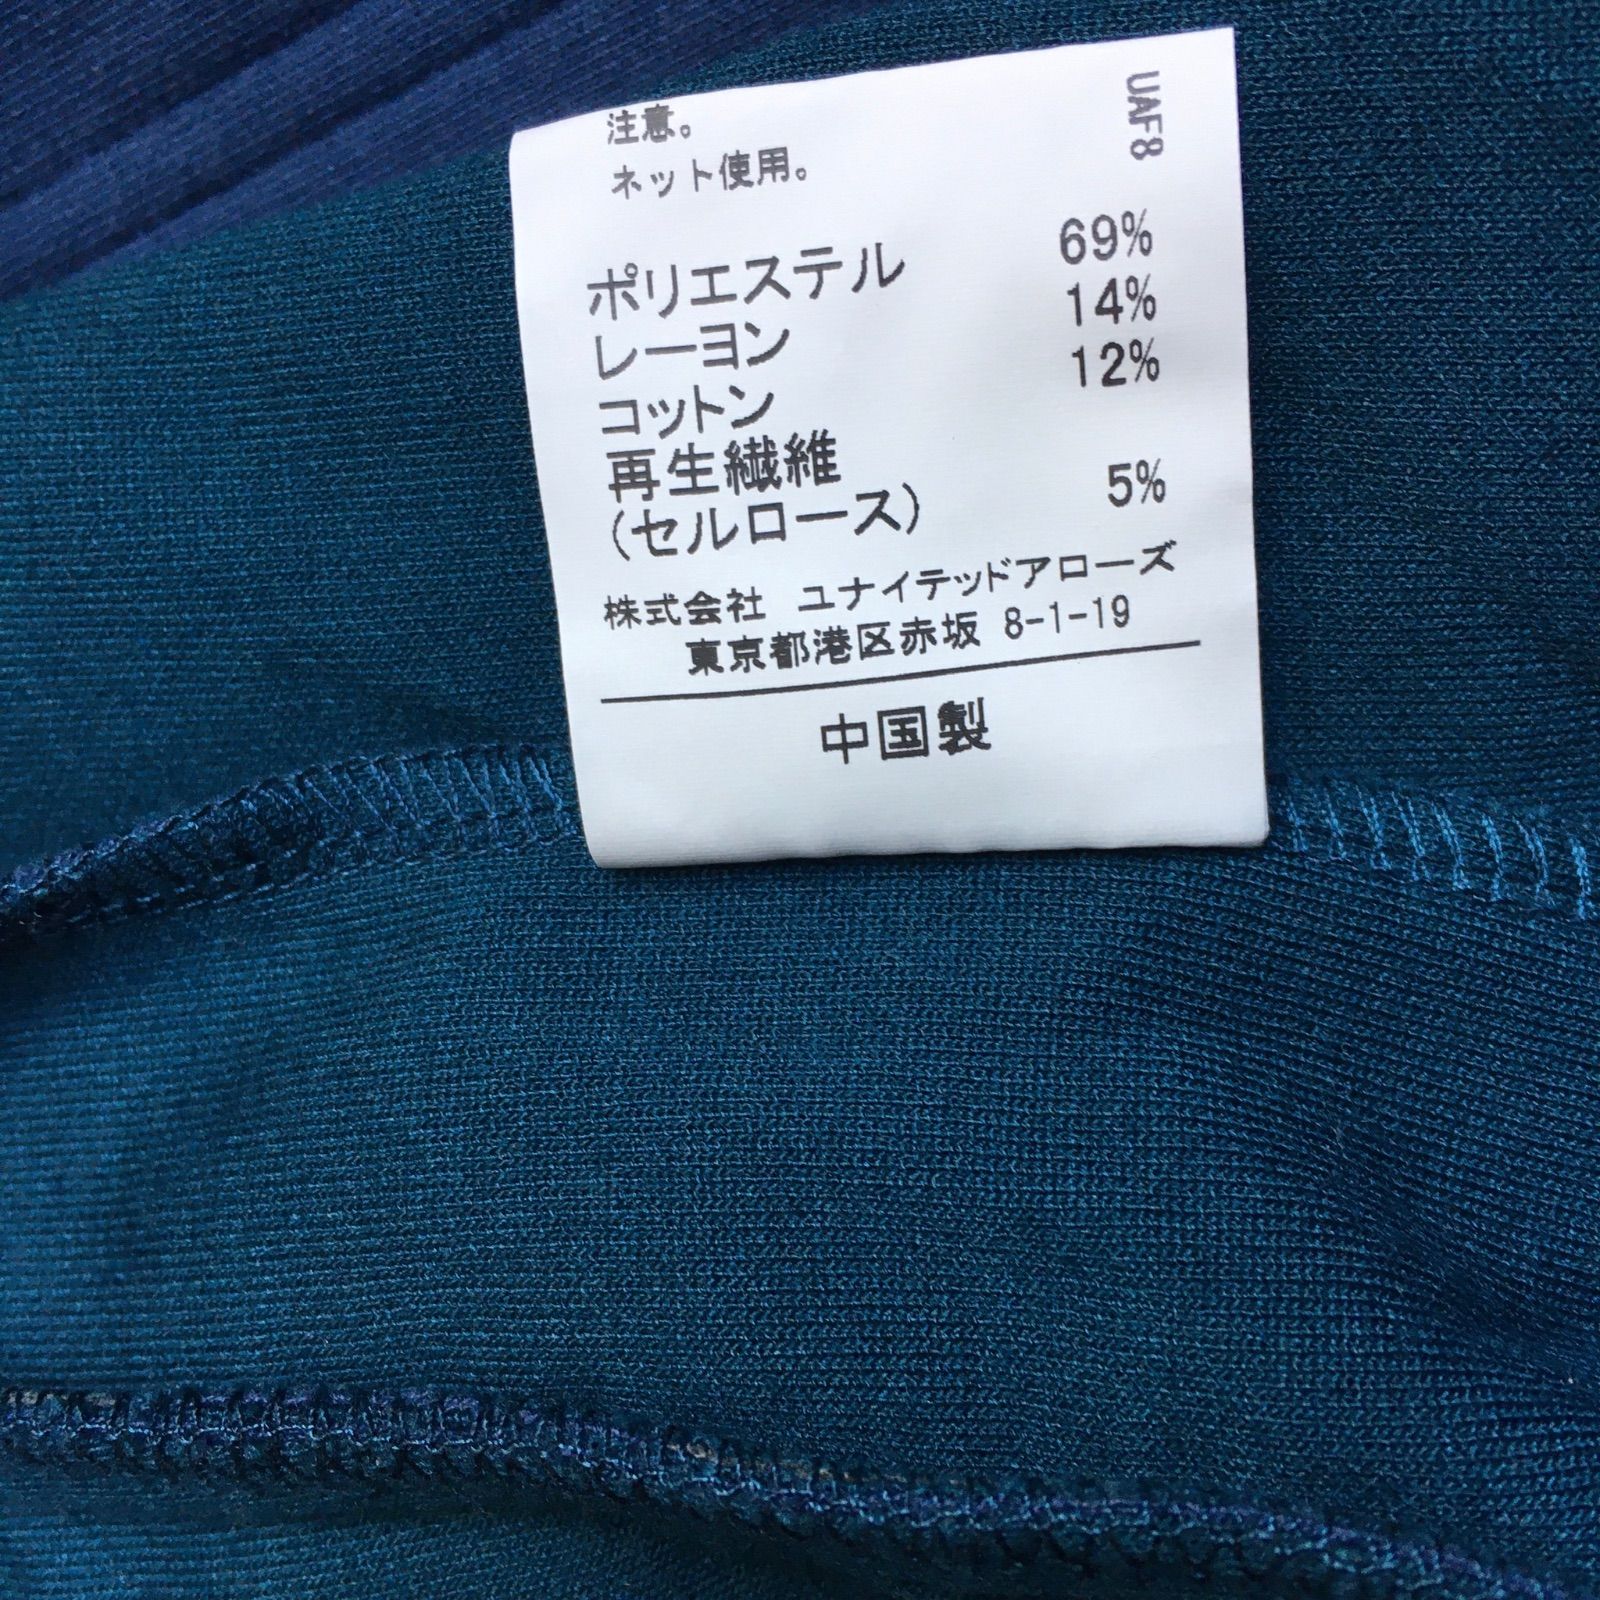 注意。
ネット使用。
UAF8
ポリエステル 69%
レーヨン 14%
コットン 12%
再生繊維
(セルロース) 5%
株式会社 ユナイテッドアローズ
東京都港区赤坂 8-1-19
中国製